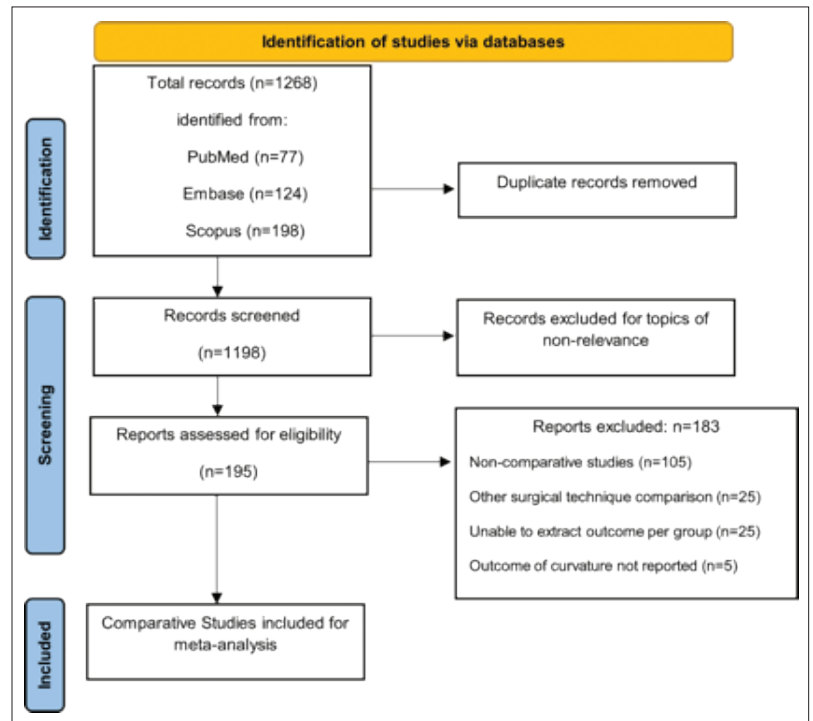 Identification of studies via databases
Identification
Total records (n=1268)
identified from:
PubMed (n=77)
Embase (n=124)
Scopus (n=198)
Duplicate records removed
Screening
Records screened
(n=1198)
Records excluded for topics of
non-relevance
Reports assessed for eligibility
(n=195)
Reports excluded: n=183
Non-comparative studies (n=105)
Other surgical technique comparison (n=25)
Unable to extract outcome per group (n=25)
Outcome of curvature not reported (n=5)
Included
Comparative Studies included for
meta-analysis